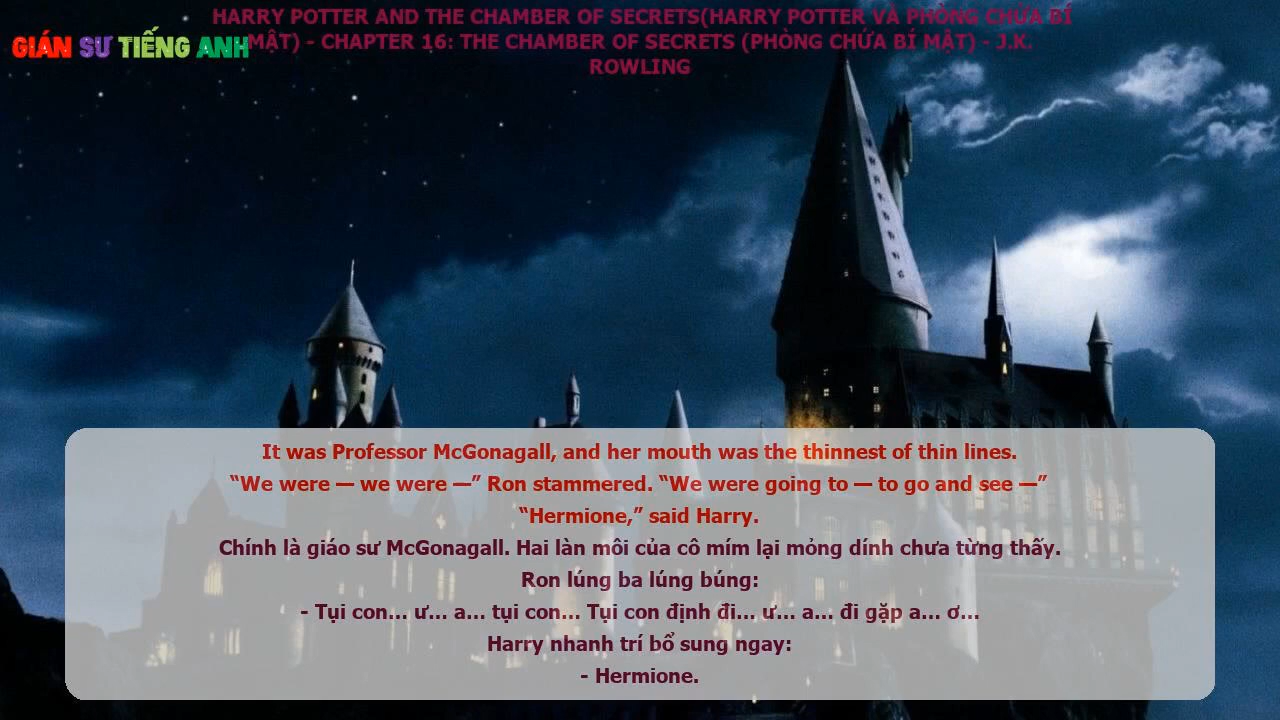 HARRY POTTER AND THE CHAMBER OF SECRETS(HARRY POTTER VÀ PHÒNG CHỨA BÍ
MẬT) - CHAPTER 16: THE CHAMBER OF SECRETS (PHÒNG CHỨA BÍ MẬT) - J.K.
ROWLING
GIÁN SƯ TIẾNG ANH
It was Professor McGonagall, and her mouth was the thinnest of thin lines.
“We were — we were —” Ron stammered. “We were going to — to go and see —”
“Hermione,” said Harry.
Chính là giáo sư McGonagall. Hai làn môi của cô mím lại mỏng dính chưa từng thấy.
Ron lúng ba lúng búng:
- Tụi con... ư... a... tụi con... Tụi con định đi... ư... a... đi gặp a... ơ...
Harry nhanh trí bổ sung ngay:
- Hermione.